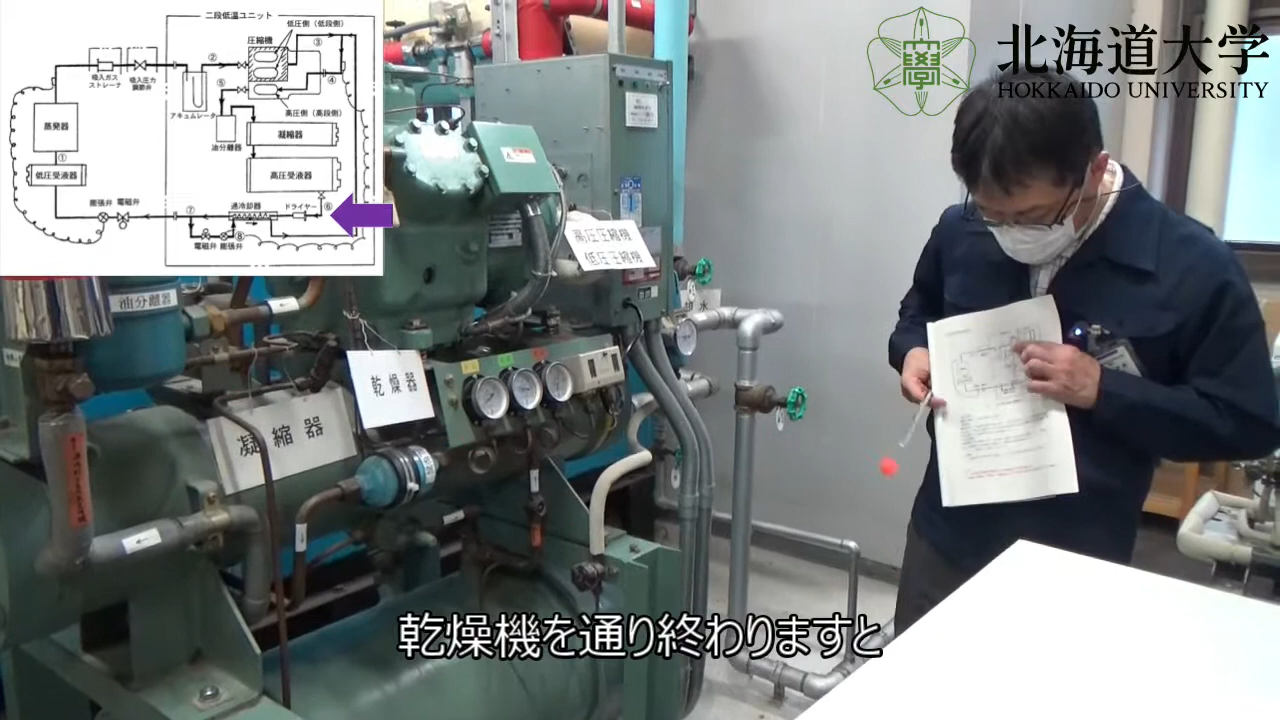 二段低温ユニット
低圧側（低段側）
圧縮機
②
③
④
吸入ガス
ストレーナ
吸入圧力
調節弁
⑤
高圧側（高段側）
アキュムレータ
油分離器
凝縮器
蒸発器
①
低圧受液器
高圧受液器
膨張弁
電磁弁
⑦
過冷却器
ドライヤー
⑥
電磁弁
膨張弁
⑧
北海道大学
HOKKAIDO UNIVERSITY
高圧圧縮機
低圧圧縮機
油分離器
排水
乾燥器
凝縮器
乾燥機を通り終わりますと